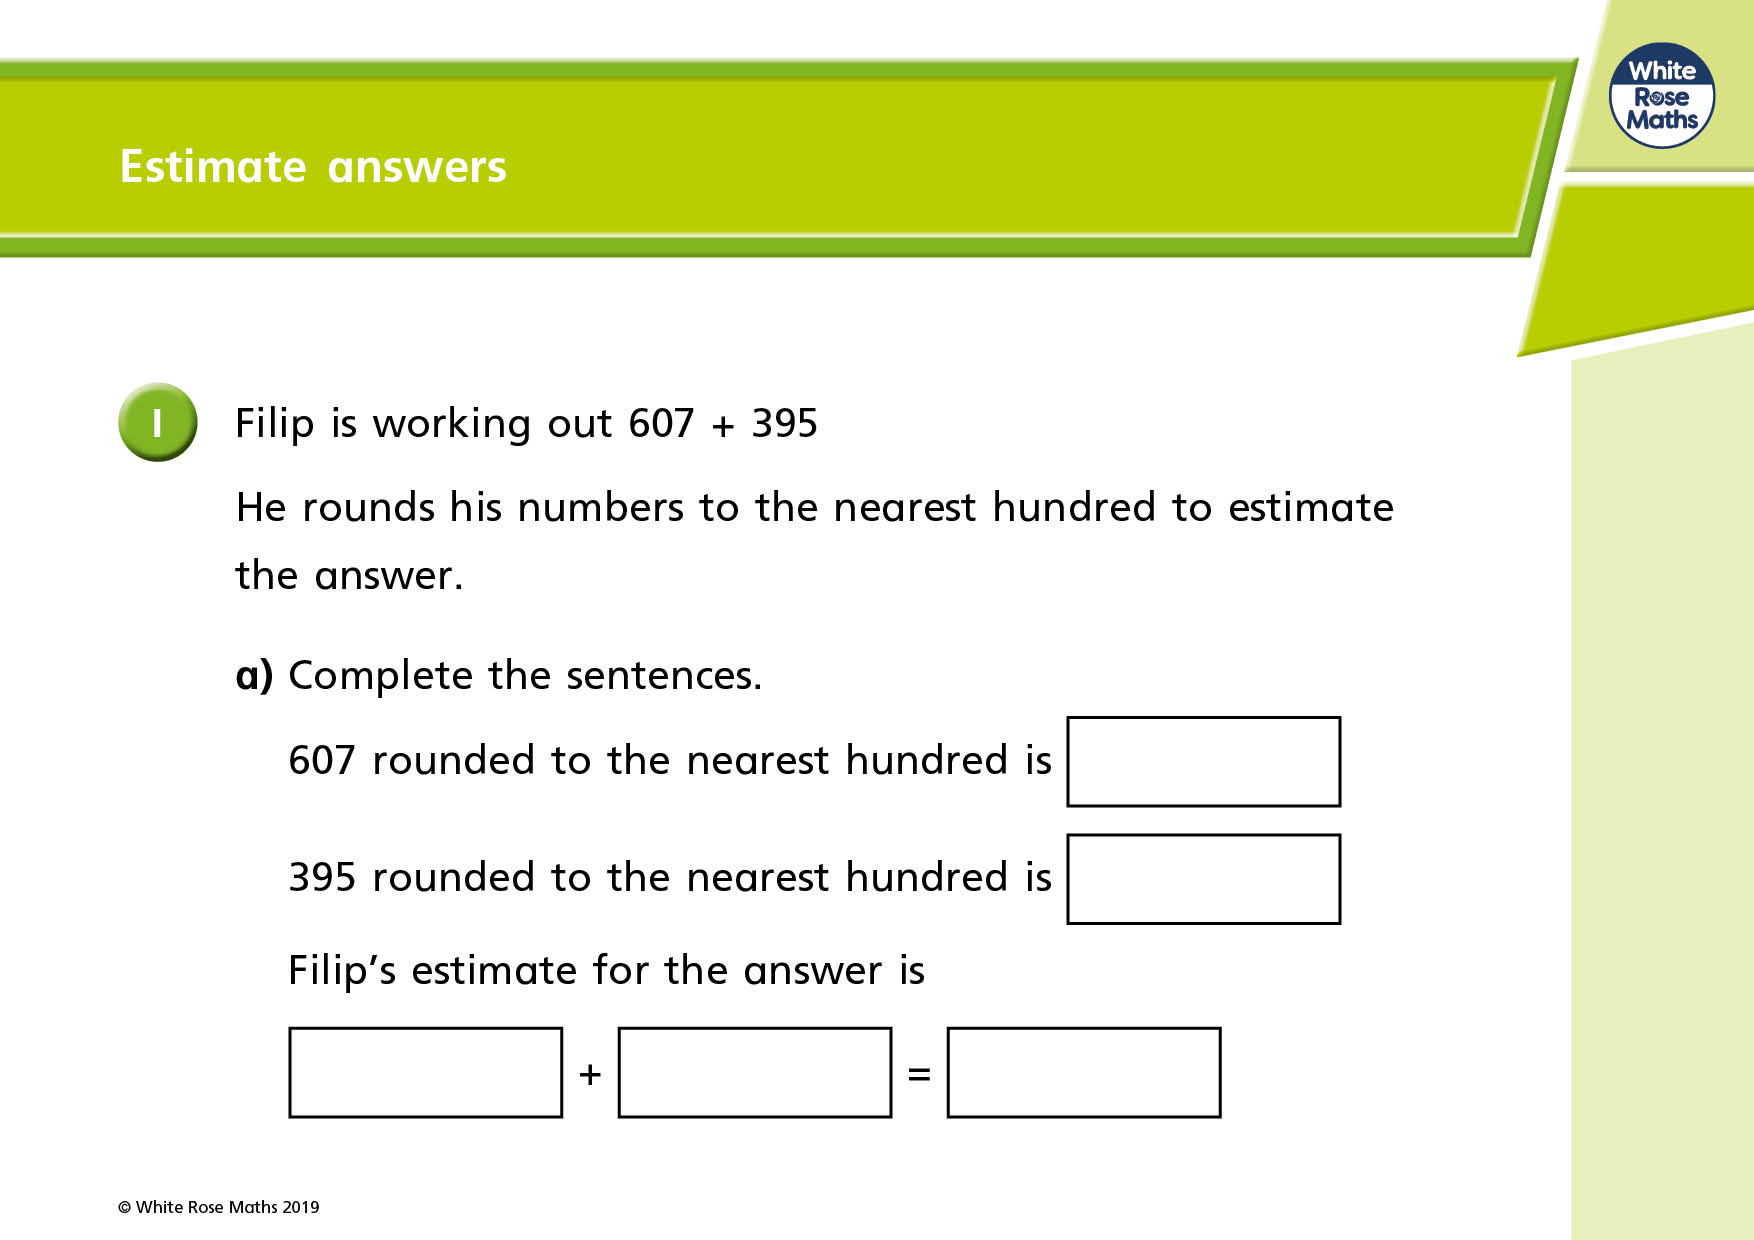 White
Rose
Maths
Estimate answers
1 Filip is working out 607 + 395
He rounds his numbers to the nearest hundred to estimate
the answer.
a) Complete the sentences.
607 rounded to the nearest hundred is
395 rounded to the nearest hundred is
Filip’s estimate for the answer is
+ =
© White Rose Maths 2019